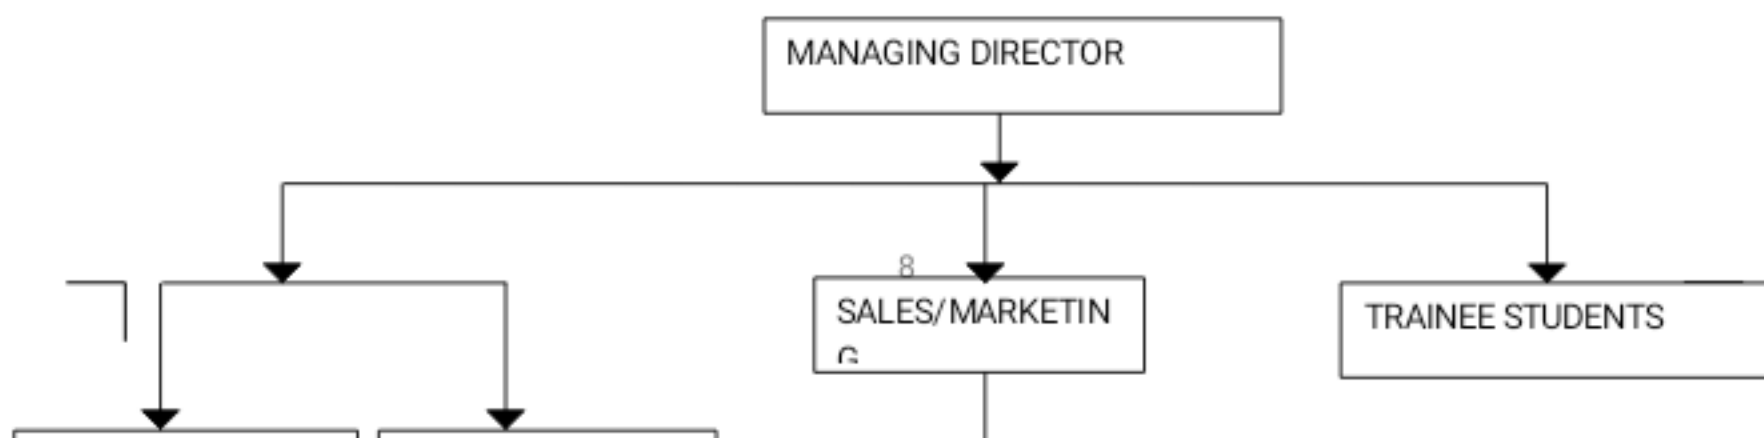 MANAGING DIRECTOR
8
SALES/MARKETIN
G
TRAINEE STUDENTS